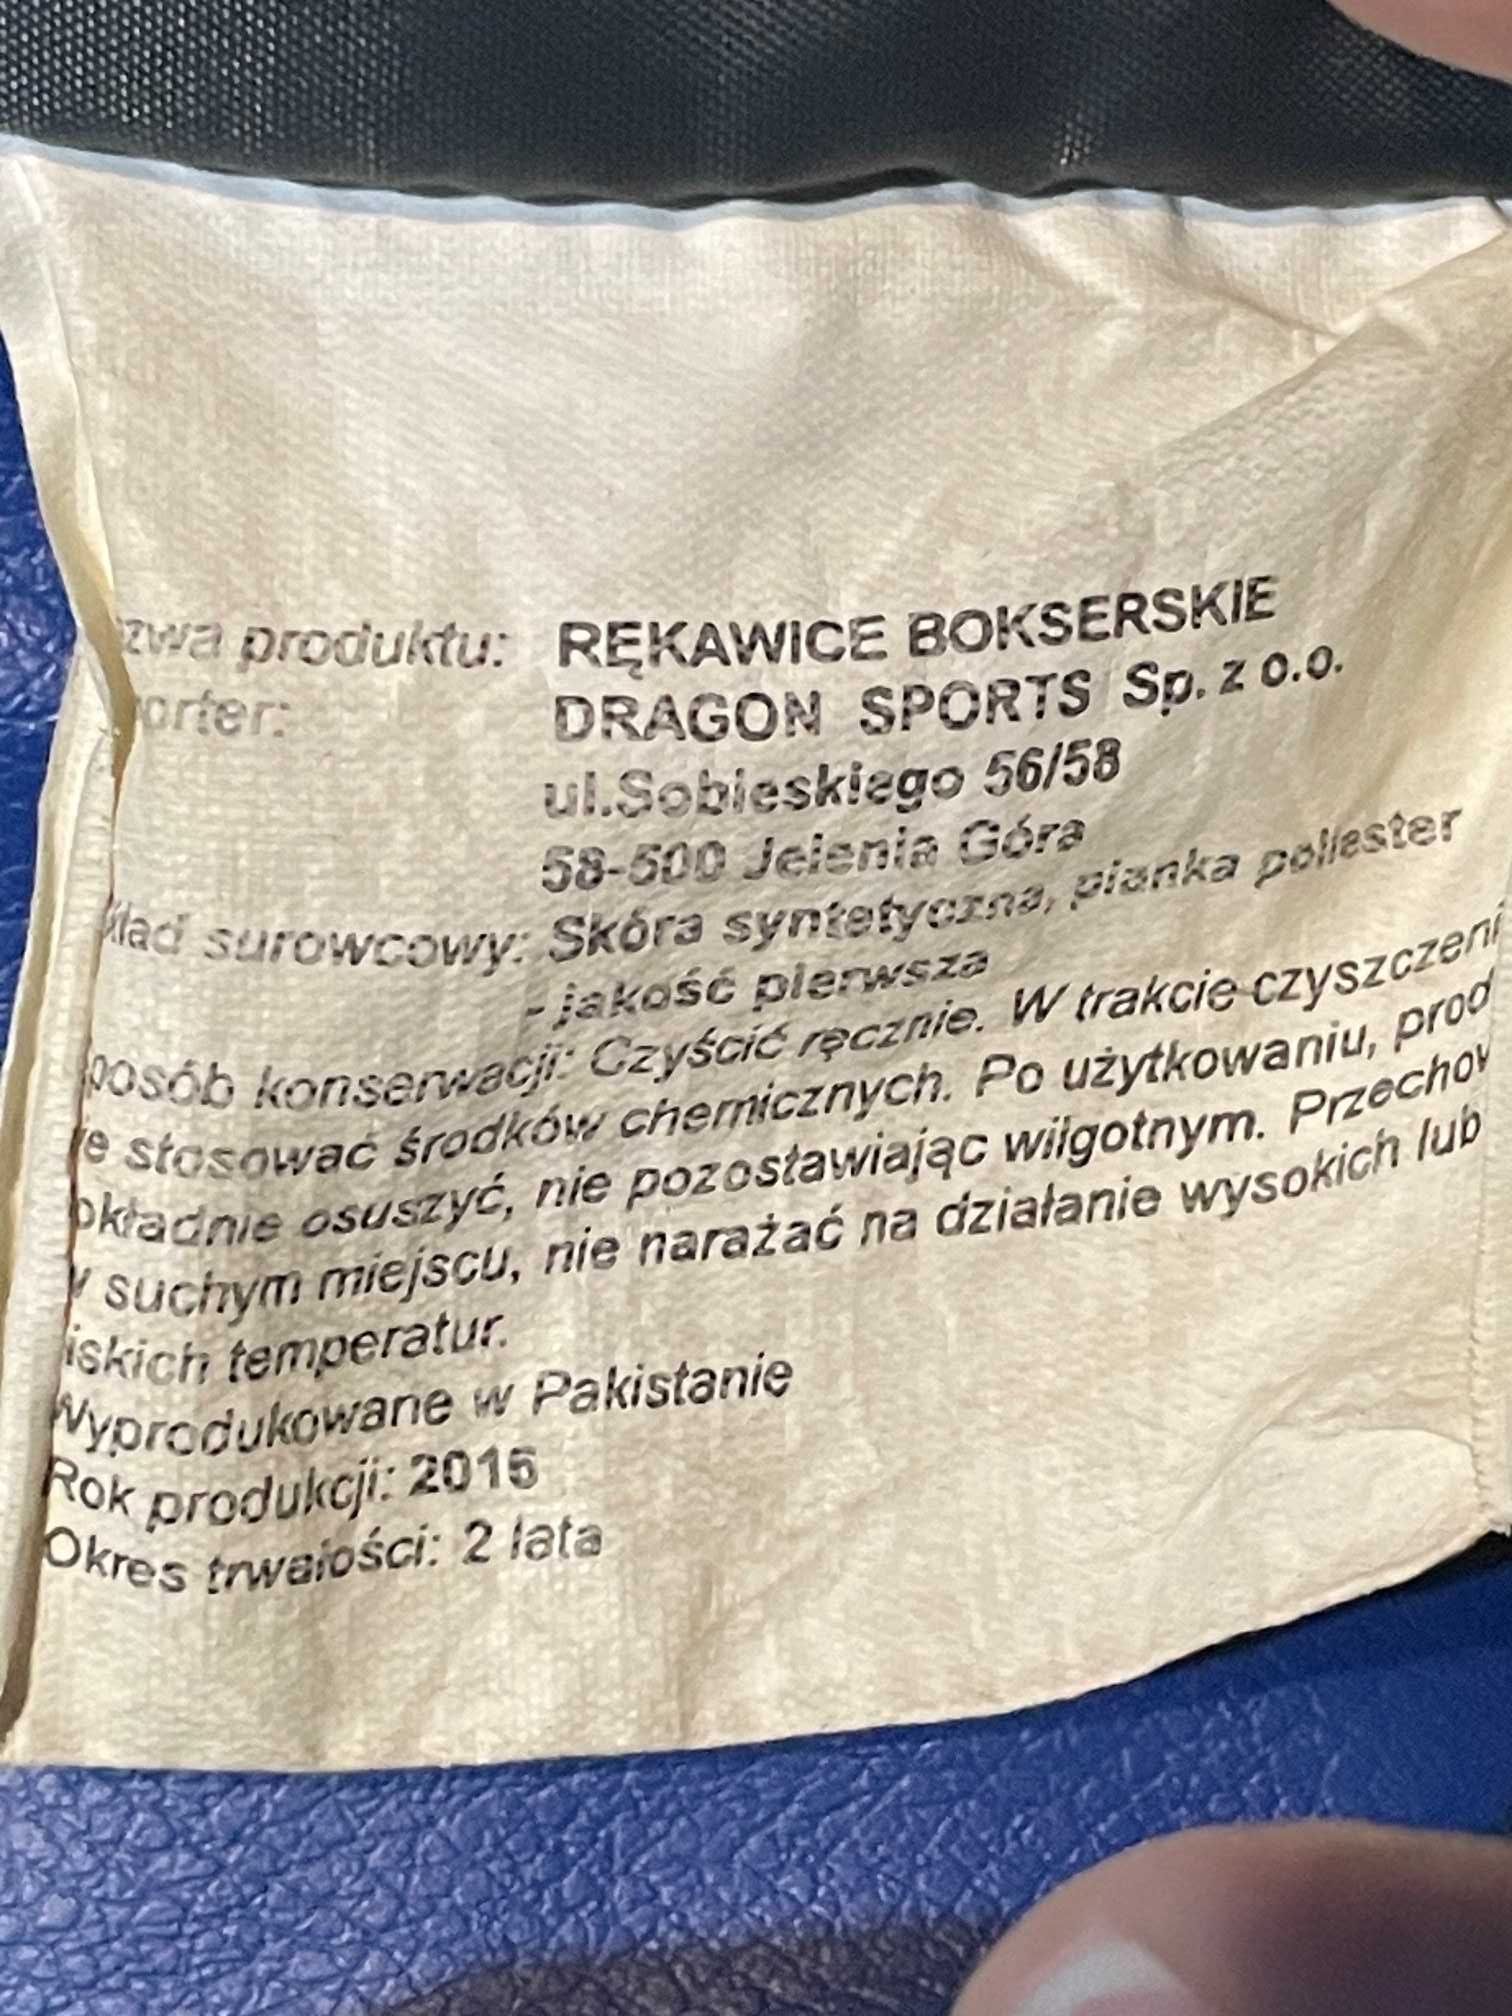 zwa produktu: RĘKAWICE BOKSERSKIE
orter: DRAGON SPORTS Sp. z o.o.
ul.Sobieskiego 56/58
58-500 Jelenia Góra
kład surowcowy: Skóra syntetyczna, pianka poliester
- jakość pierwsza
posób konserwacji: Czyścić ręcznie. W trakcie czyszczeni
ie stosować środków chemicznych. Po użytkowaniu, prod
okładnie osuszyć, nie pozostawiając wilgotnym. Przechow
w suchym miejscu, nie narażać na działanie wysokich lub
iskich temperatur.
Wyprodukowane w Pakistanie
Rok produkcji:
Okres trwałości: 2 lata